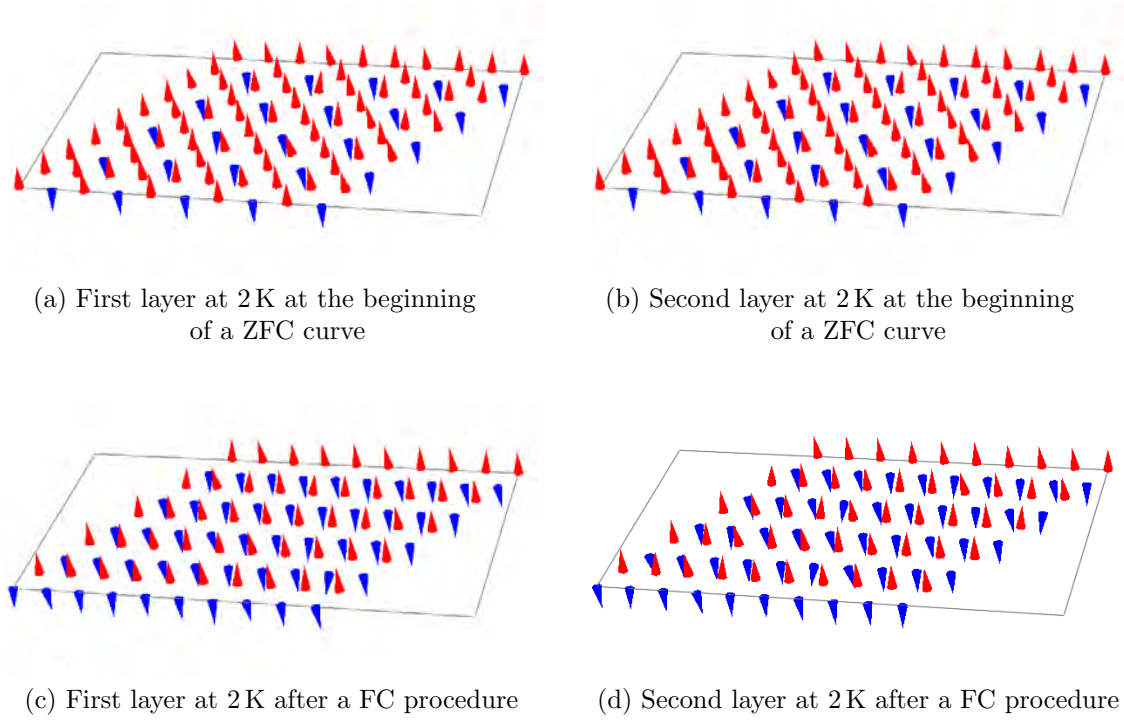 (a) First layer at 2 K at the beginning
of a ZFC curve
(b) Second layer at 2 K at the beginning
of a ZFC curve
(c) First layer at 2 K after a FC procedure
(d) Second layer at 2 K after a FC procedure